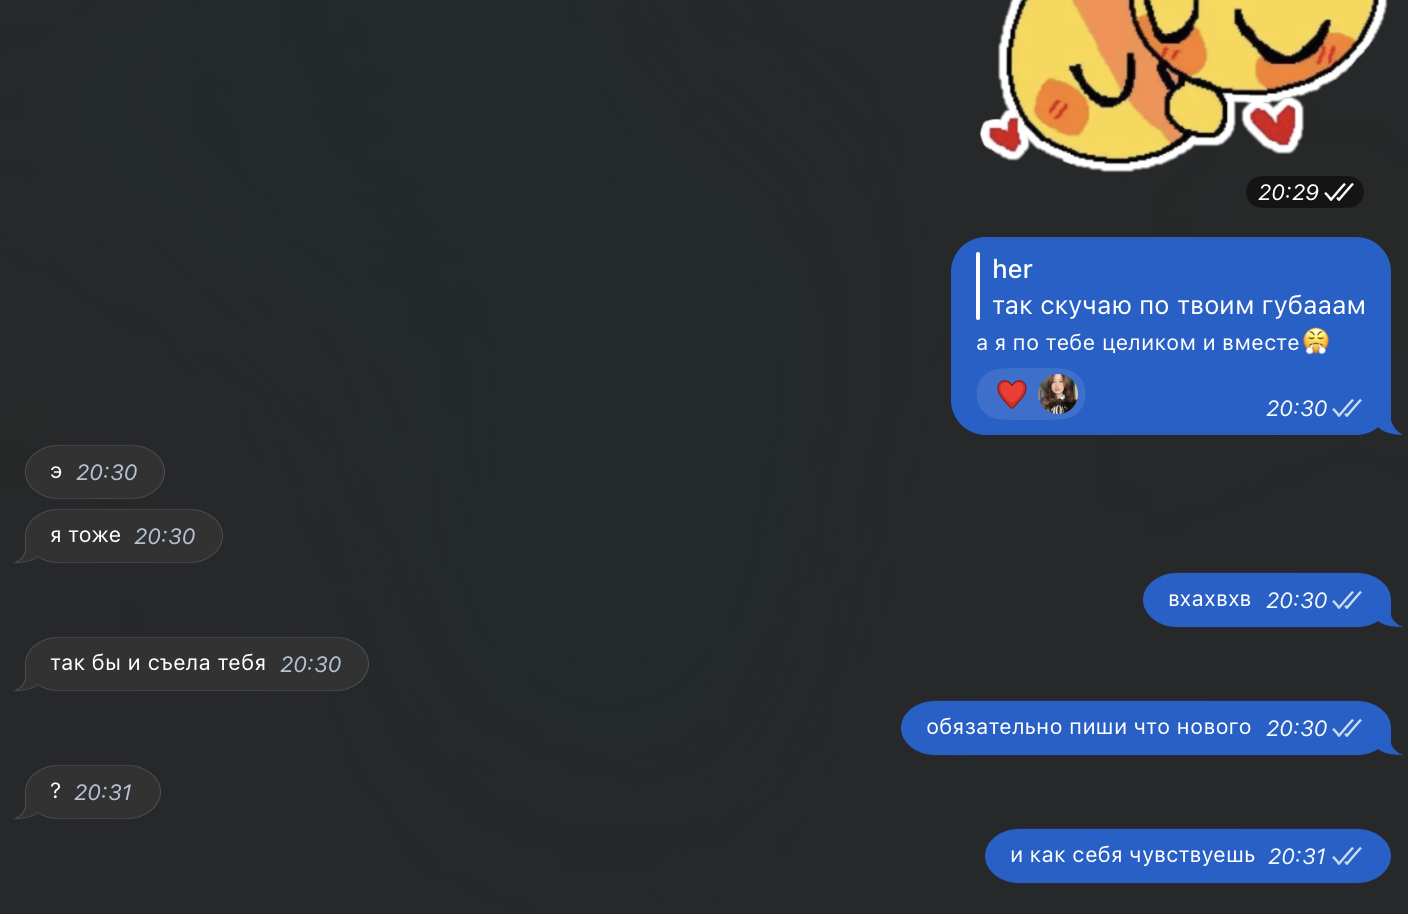 20:29
her
так скучаю по твоим губааам
а я по тебе целиком и вместе😤
❤️ 20:30
э 20:30
я тоже 20:30
вхахвхв 20:30
так бы и съела тебя 20:30
обязательно пиши что нового 20:30
? 20:31
и как себя чувствуешь 20:31